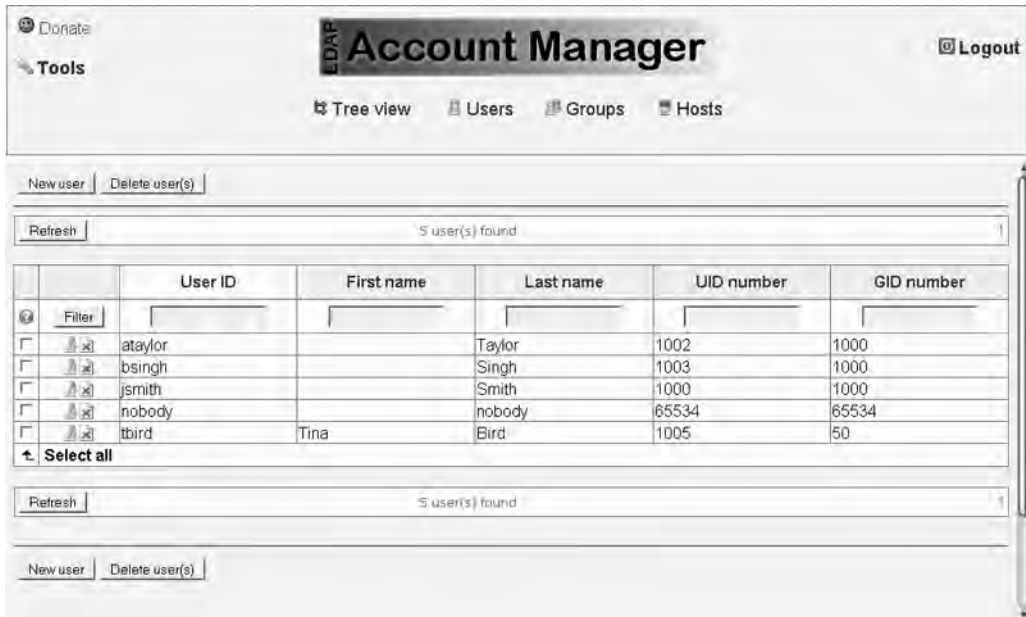 Donate
Tools
LDAP Account Manager
Logout
Tree view Users Groups Hosts
New user Delete user(s)
Refresh 5 user(s) found 1
User ID First name Last name UID number GID number
Filter
ataylor Taylor 1002 1000
bsingh Singh 1003 1000
jsmith Smith 1000 1000
nobody nobody 65534 65534
tbird Tina Bird 1005 50
Select all
Refresh 5 user(s) found 1
New user Delete user(s)